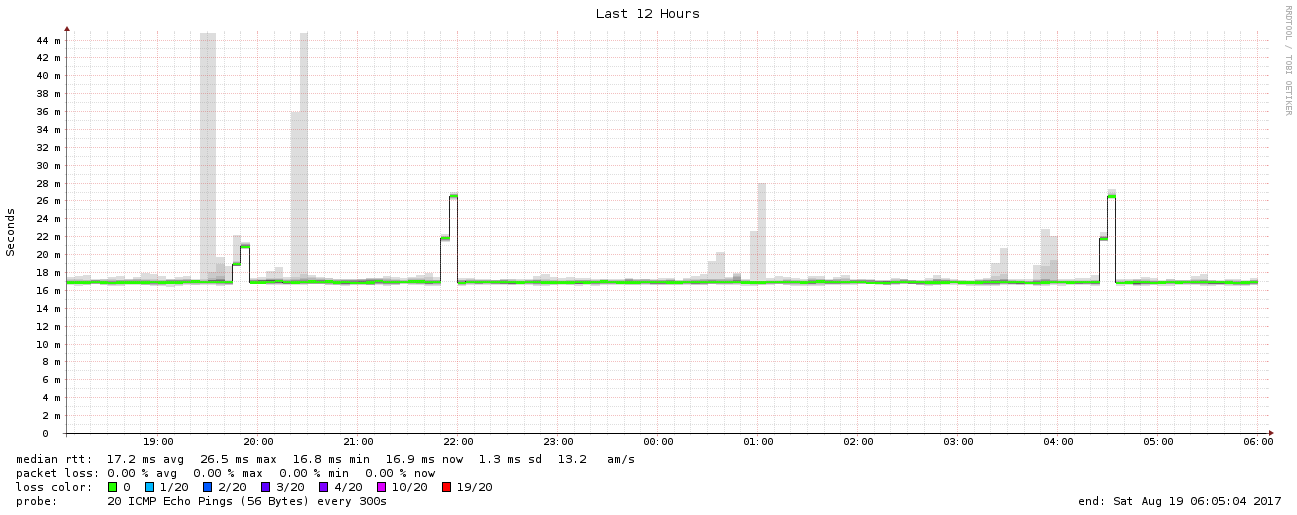 Last 12 Hours
RRDTOOL / TOBI OETIKER
Seconds
44 m
42 m
40 m
38 m
36 m
34 m
32 m
30 m
28 m
26 m
24 m
22 m
20 m
18 m
16 m
14 m
12 m
10 m
8 m
6 m
4 m
2 m
0
19:00 20:00 21:00 22:00 23:00 00:00 01:00 02:00 03:00 04:00 05:00 06:00
median rtt: 17.2 ms avg 26.5 ms max 16.8 ms min 16.9 ms now 1.3 ms sd 13.2 am/s
packet loss: 0.00 % avg 0.00 % max 0.00 % min 0.00 % now
loss color: 0 1/20 2/20 3/20 4/20 10/20 19/20
probe: 20 ICMP Echo Pings (56 Bytes) every 300s end: Sat Aug 19 06:05:04 2017